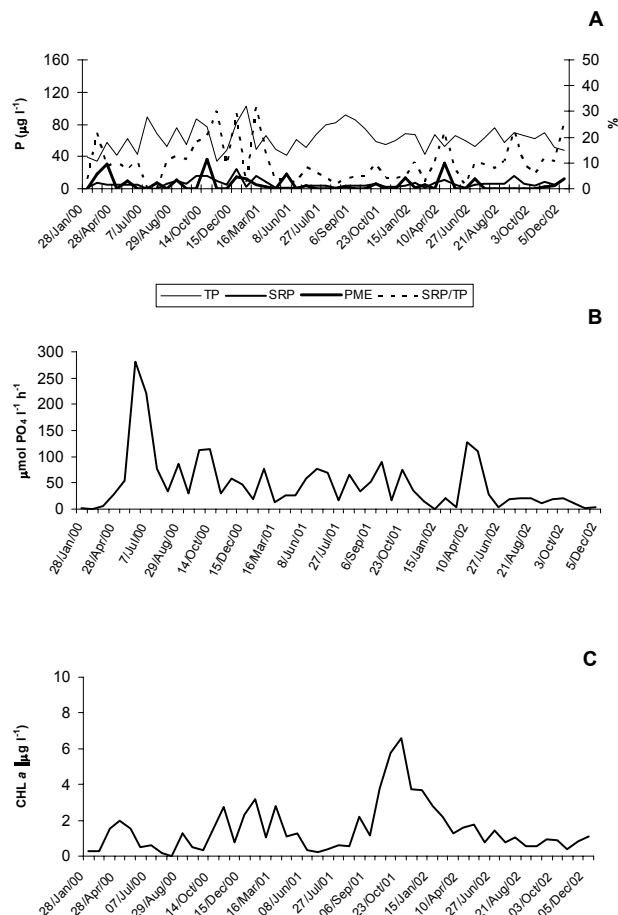 A
P (µg l⁻¹)
160
120
80
40
0
50
40
30
20
10
0
%
28/Jan/00
28/Apr/00
7/Jul/00
29/Aug/00
14/Oct/00
15/Dec/00
16/Mar/01
8/Jun/01
27/Jul/01
6/Sep/01
23/Oct/01
15/Jan/02
10/Apr/02
27/Jun/02
21/Aug/02
3/Oct/02
5/Dec/02
TP SRP PME SRP/TP
B
µmol PO₄ l⁻¹ h⁻¹
300
250
200
150
100
50
0
28/Jan/00
28/Apr/00
7/Jul/00
29/Aug/00
14/Oct/00
15/Dec/00
16/Mar/01
8/Jun/01
27/Jul/01
6/Sep/01
23/Oct/01
15/Jan/02
10/Apr/02
27/Jun/02
21/Aug/02
3/Oct/02
5/Dec/02
C
CHL a µg l⁻¹)
10
8
6
4
2
0
28/Jan/00
28/Apr/00
07/Jul/00
29/Aug/00
14/Oct/00
15/Dec/00
16/Mar/01
08/Jun/01
27/Jul/01
06/Sep/01
23/Oct/01
15/Jan/02
10/Apr/02
27/Jun/02
21/Aug/02
03/Oct/02
05/Dec/02